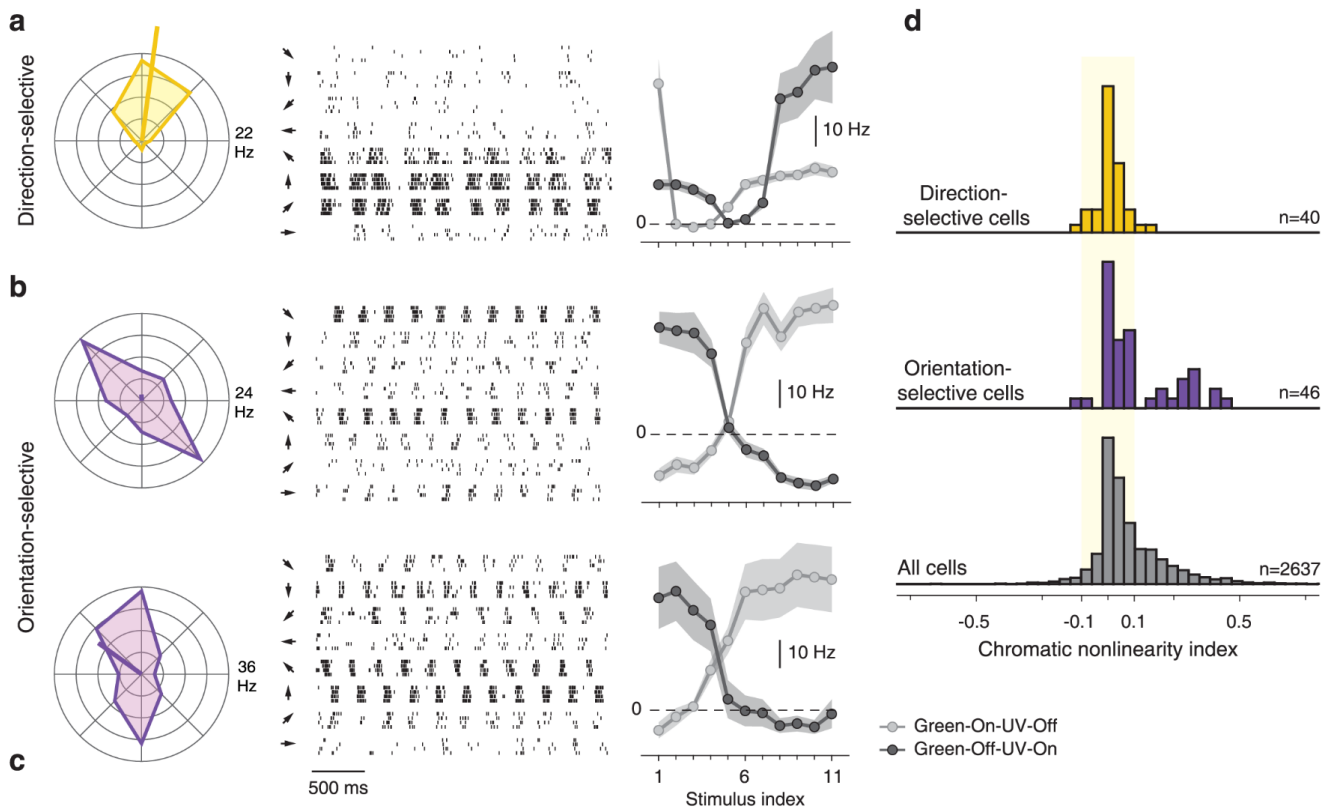 a
Direction-selective
22
Hz
10 Hz
0
b
Orientation-selective
24
Hz
10 Hz
0
36
Hz
10 Hz
0
c
500 ms
1
6
11
Stimulus index
Green-On-UV-Off
Green-Off-UV-On
d
Direction-
selective cells
n=40
Orientation-
selective cells
n=46
All cells
n=2637
-0.5
-0.1
0.1
0.5
Chromatic nonlinearity index